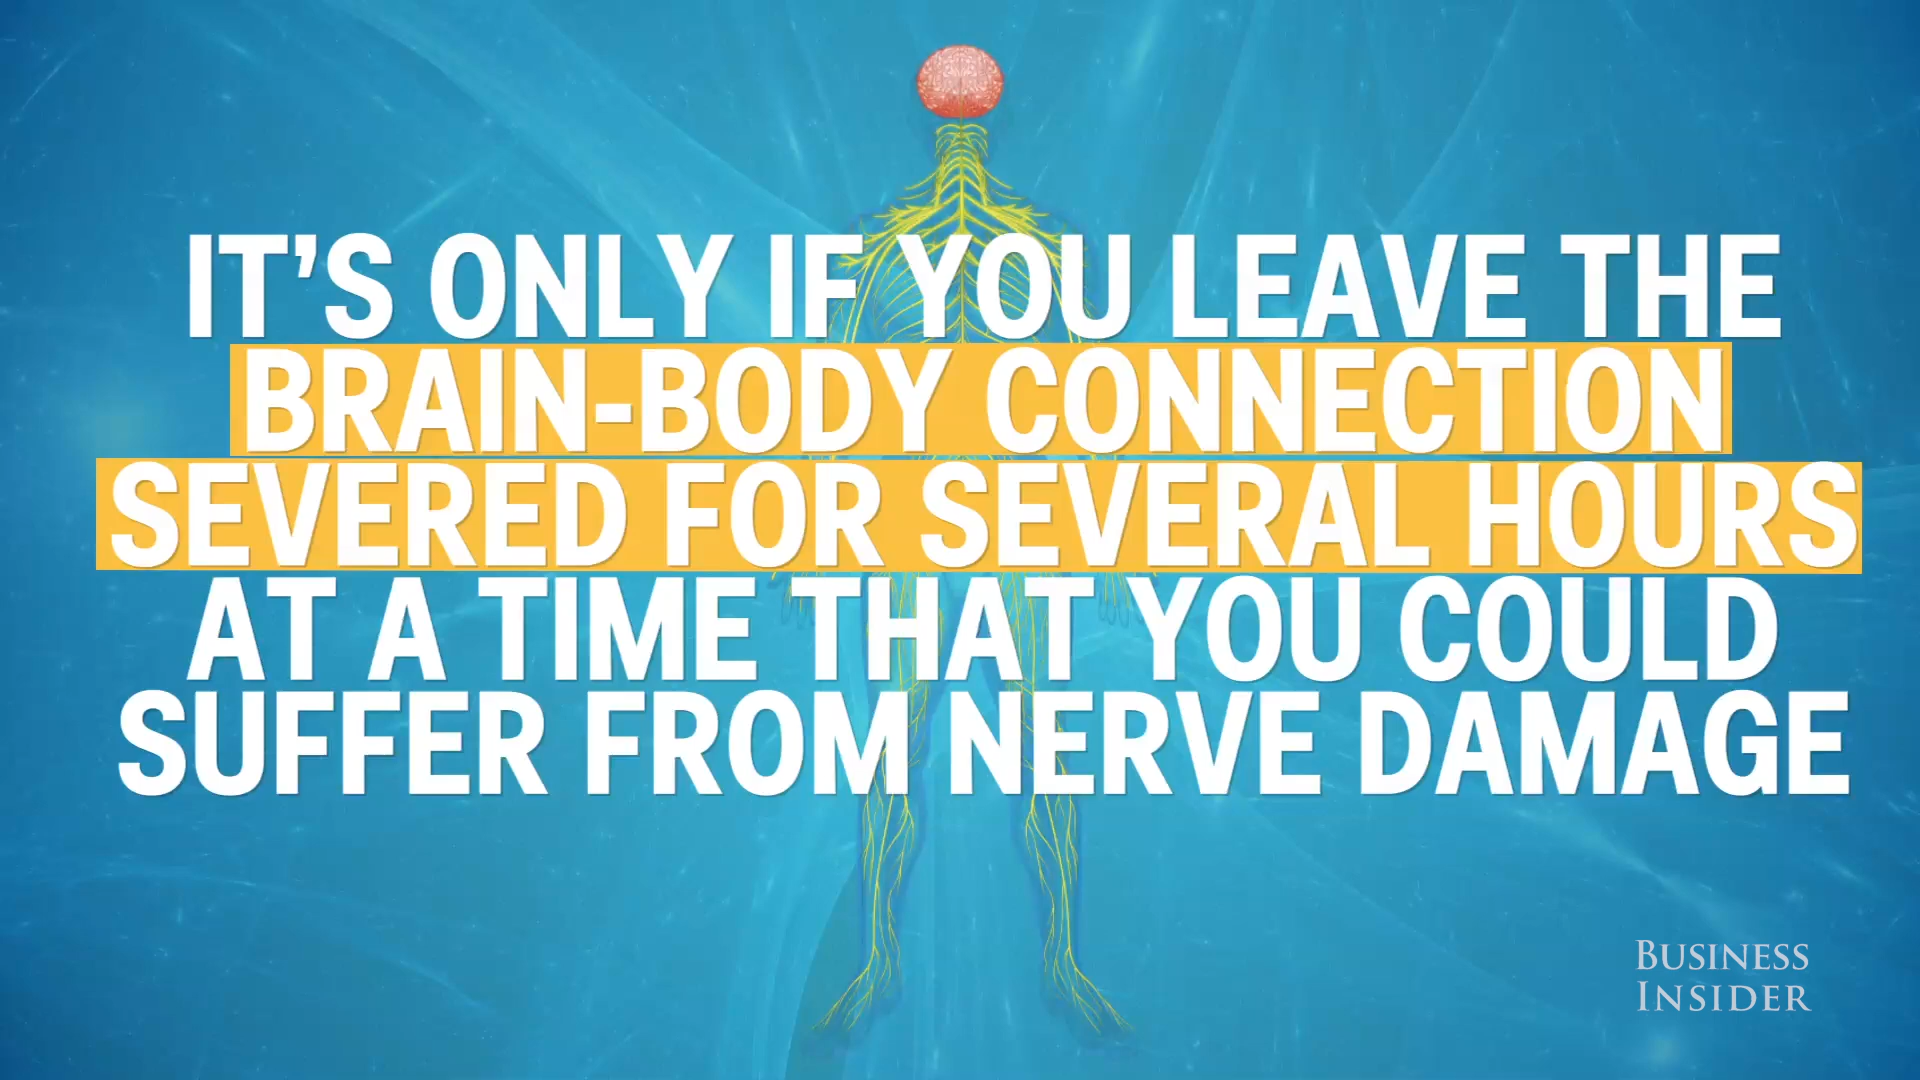 IT'S ONLY IF YOU LEAVE THE
BRAIN-BODY CONNECTION
SEVERED FOR SEVERAL HOURS
AT A TIME THAT YOU COULD
SUFFER FROM NERVE DAMAGE
BUSINESS
INSIDER